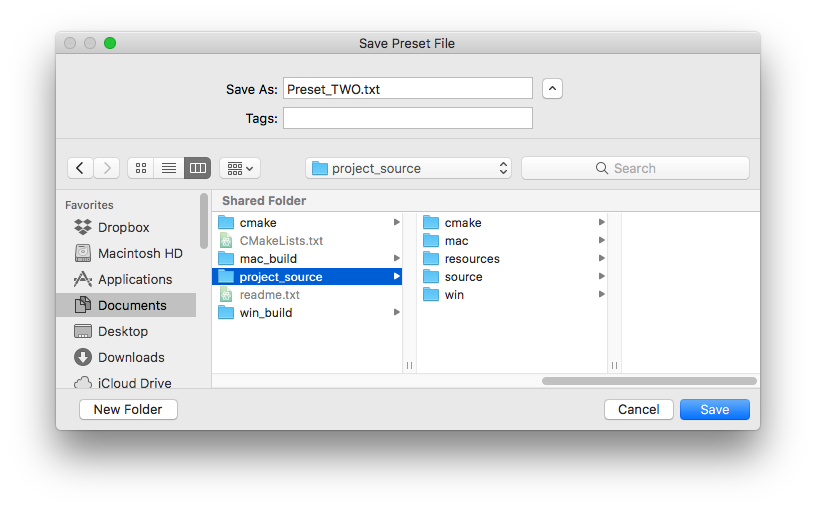 Save Preset File
Save As: Preset_TWO.txt
Tags:
project_source
Search
Favorites
Dropbox
Macintosh HD
Applications
Documents
Desktop
Downloads
iCloud Drive
Shared Folder
cmake
CMakeLists.txt
mac_build
project_source
readme.txt
win_build
cmake
mac
resources
source
win
New Folder
Cancel
Save